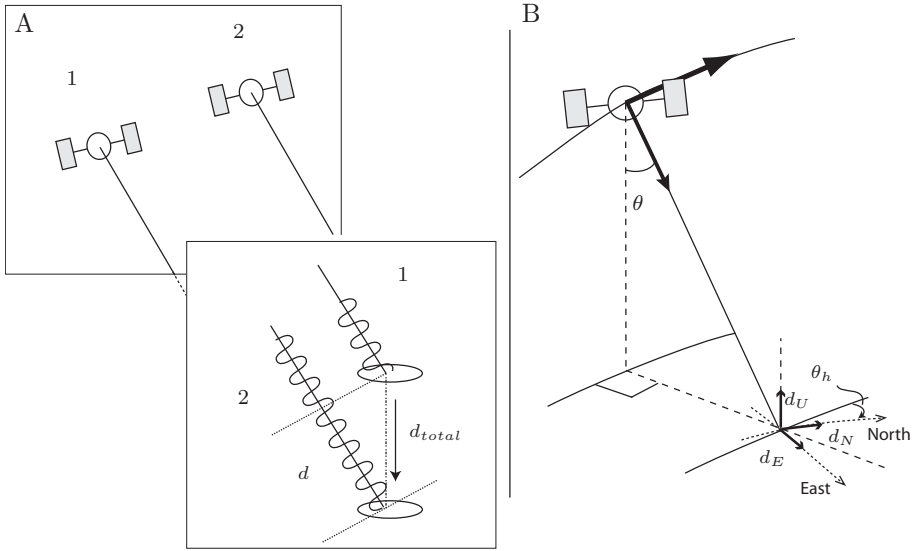 A
1
2
1
2
d_{total}
d
B
θ
θ_h
d_U
d_N
North
d_E
East